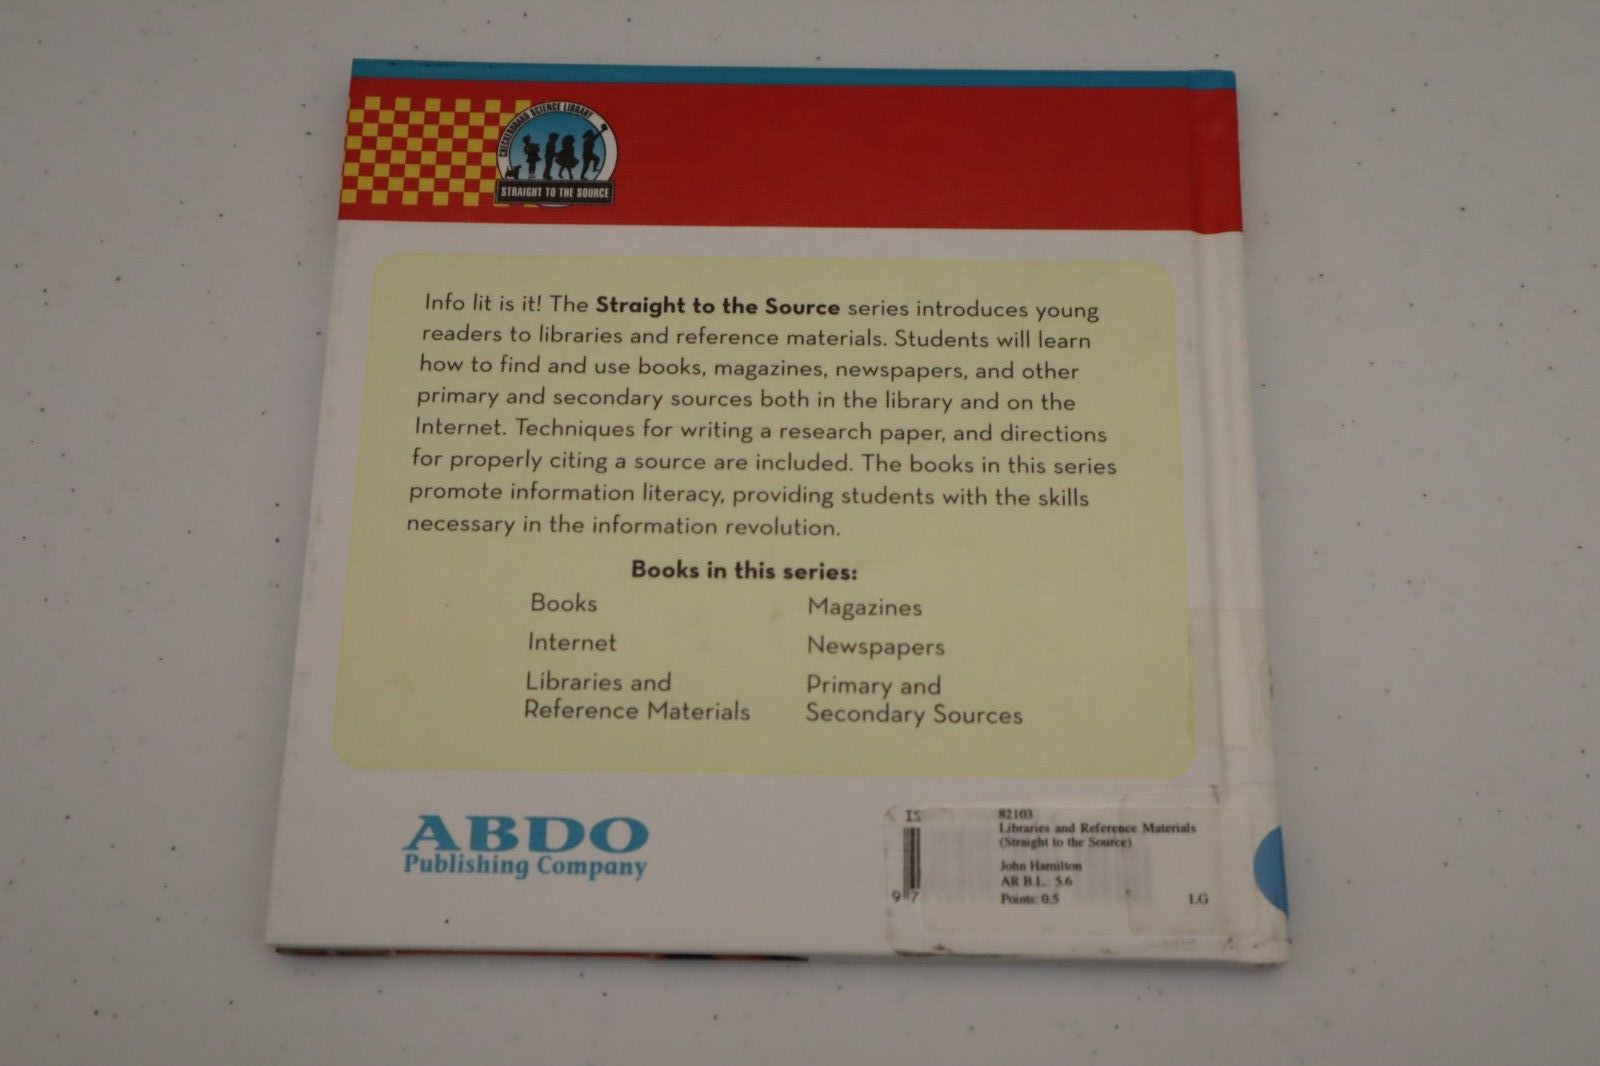 CHECKERBOARD SCIENCE LIBRARY
STRAIGHT TO THE SOURCE
Info lit is it! The Straight to the Source series introduces young
readers to libraries and reference materials. Students will learn
how to find and use books, magazines, newspapers, and other
primary and secondary sources both in the library and on the
Internet. Techniques for writing a research paper, and directions
for properly citing a source are included. The books in this series
promote information literacy, providing students with the skills
necessary in the information revolution.
Books in this series:
Books
Internet
Libraries and
Reference Materials
Magazines
Newspapers
Primary and
Secondary Sources
ABDO
Publishing Company
IS
9 7
82103
Libraries and Reference Materials
(Straight to the Source)
John Hamilton
AR B.L.: 5.6
Points: 0.5 LG